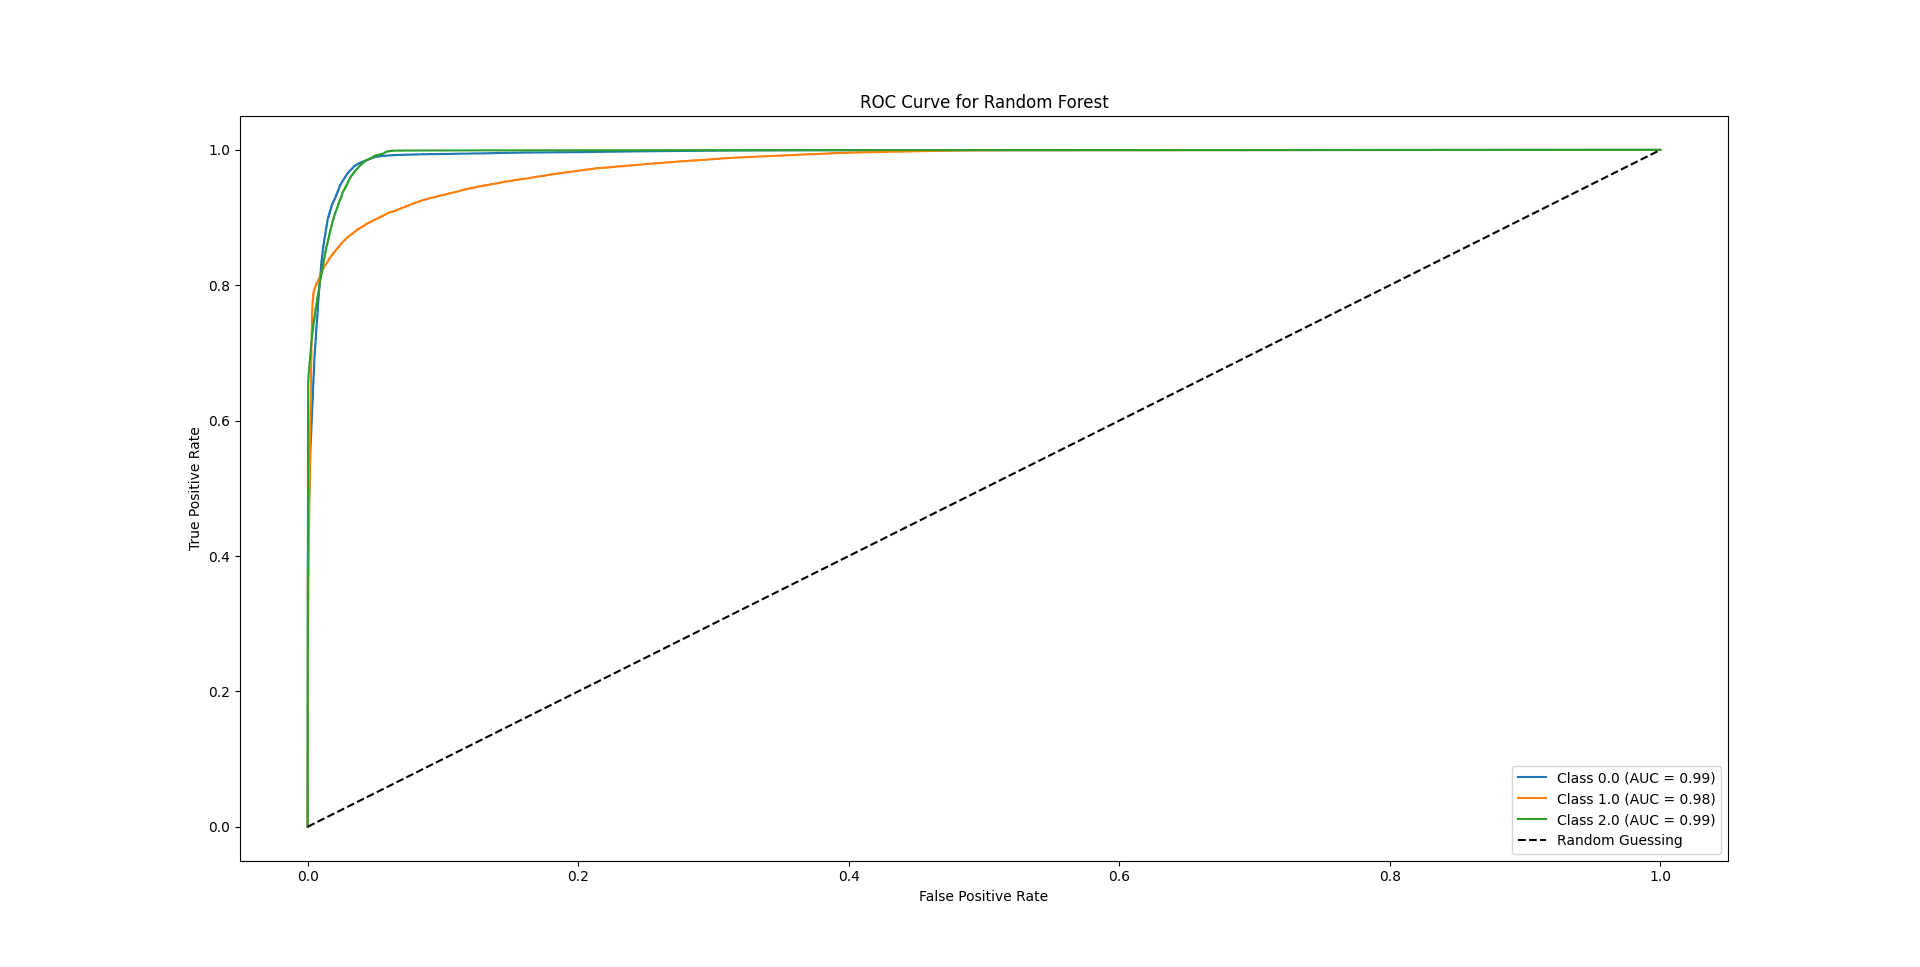 ROC Curve for Random Forest
True Positive Rate
1.0
0.8
0.6
0.4
0.2
0.0
Class 0.0 (AUC = 0.99)
Class 1.0 (AUC = 0.98)
Class 2.0 (AUC = 0.99)
Random Guessing
0.0 0.2 0.4 0.6 0.8 1.0
False Positive Rate